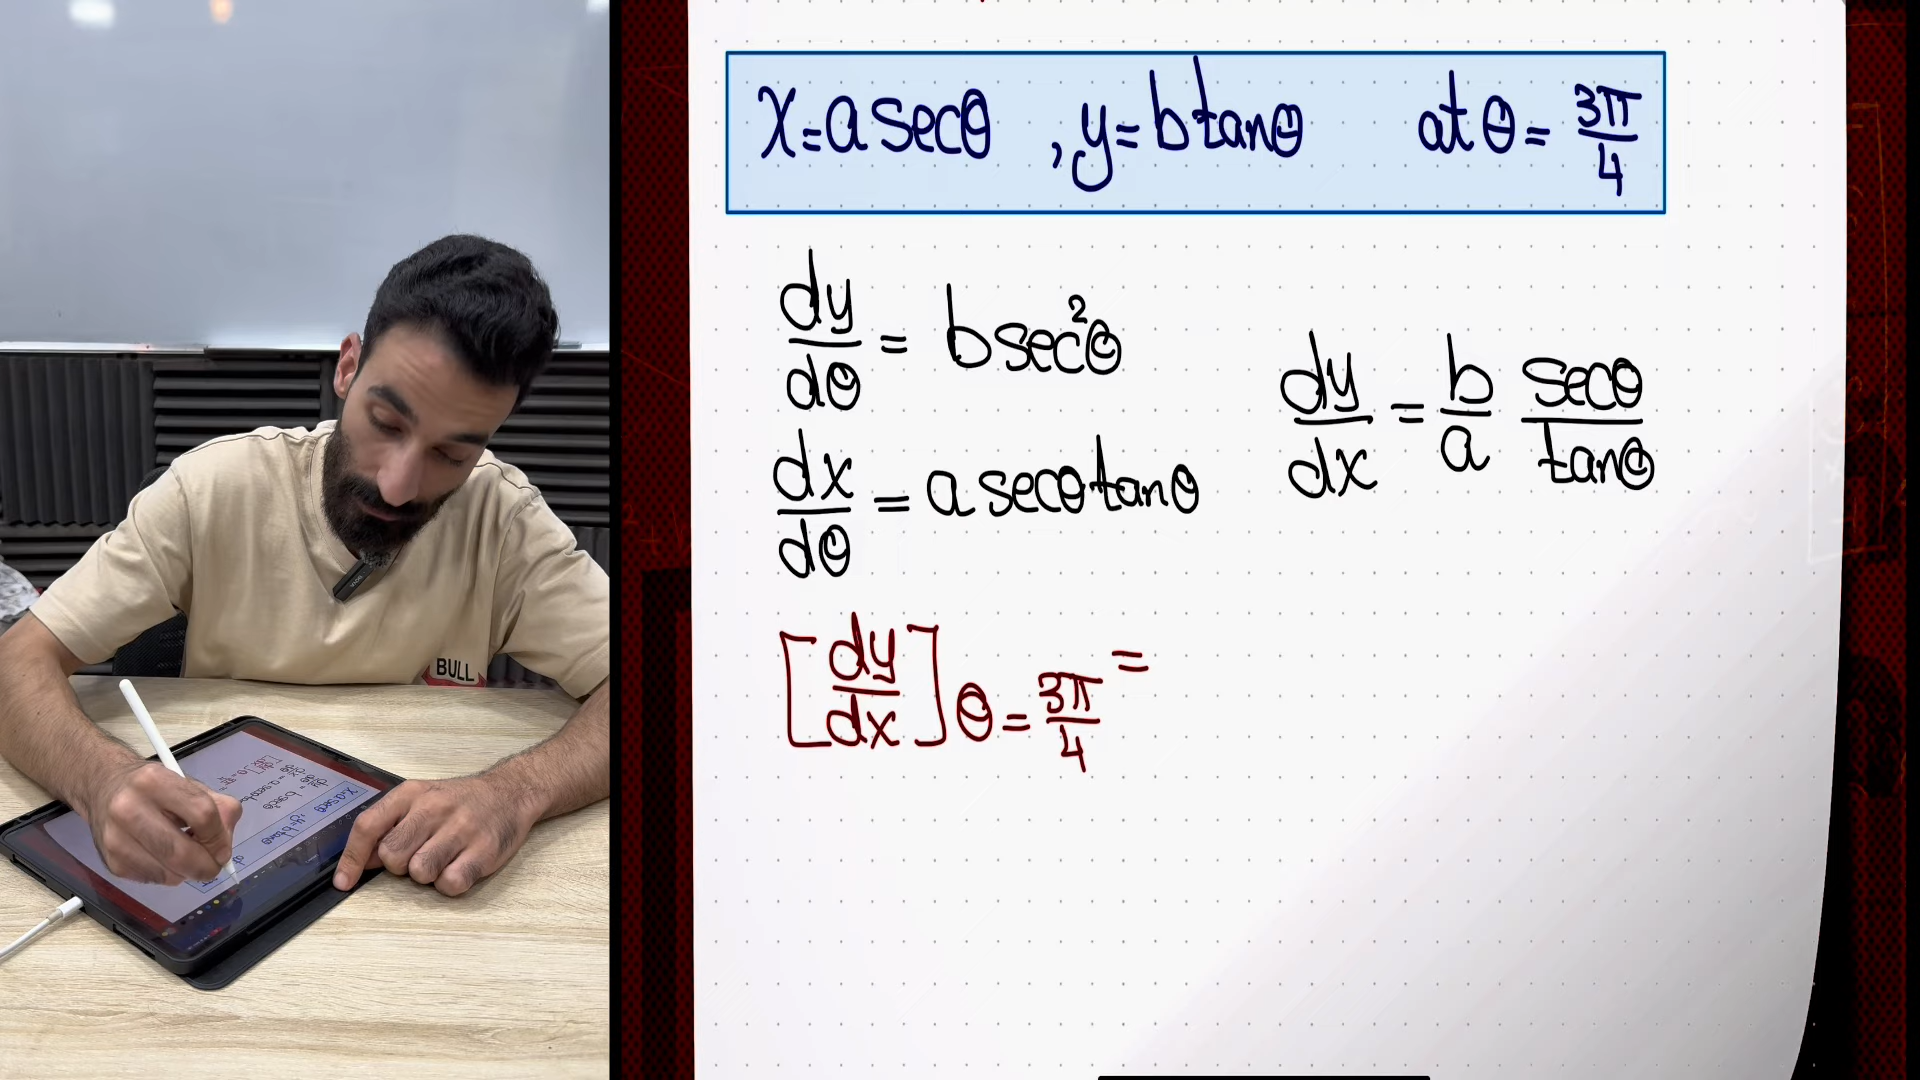 x = a secθ , y = b tanθ at θ = 3π/4
dy/dθ = b sec²θ
dx/dθ = a secθ tanθ
dy/dx = b/a secθ/tanθ
[dy/dx] θ = 3π/4 =
BULL